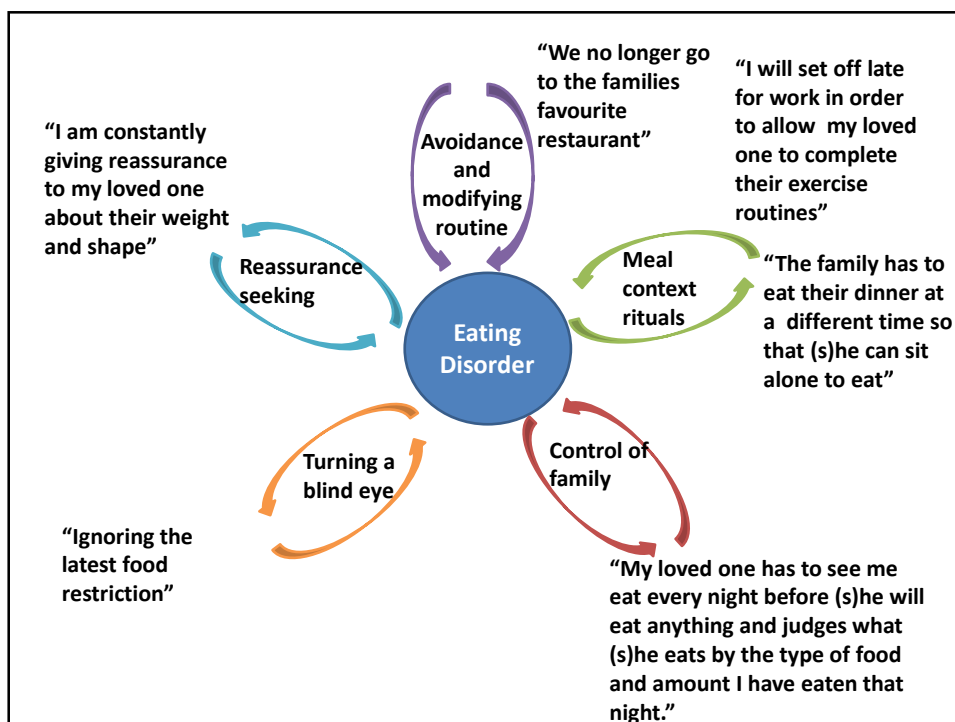 “We no longer go
to the families
favourite
restaurant”
“I will set off late
for work in order
to allow  my loved
one to complete
their exercise
routines”
“I am constantly
giving reassurance
to my loved one
about their weight
and shape”
Avoidance
and
modifying
routine
Reassurance
seeking
Meal
context
rituals
“The family has to
eat their dinner at
a  different time so
that (s)he can sit
alone to eat”
Eating
Disorder
Turning a
blind eye
Control of
family
“Ignoring the
latest food
restriction”
“My loved one has to see me
eat every night before (s)he will
eat anything and judges what
(s)he eats by the type of food
and amount I have eaten that
night.”